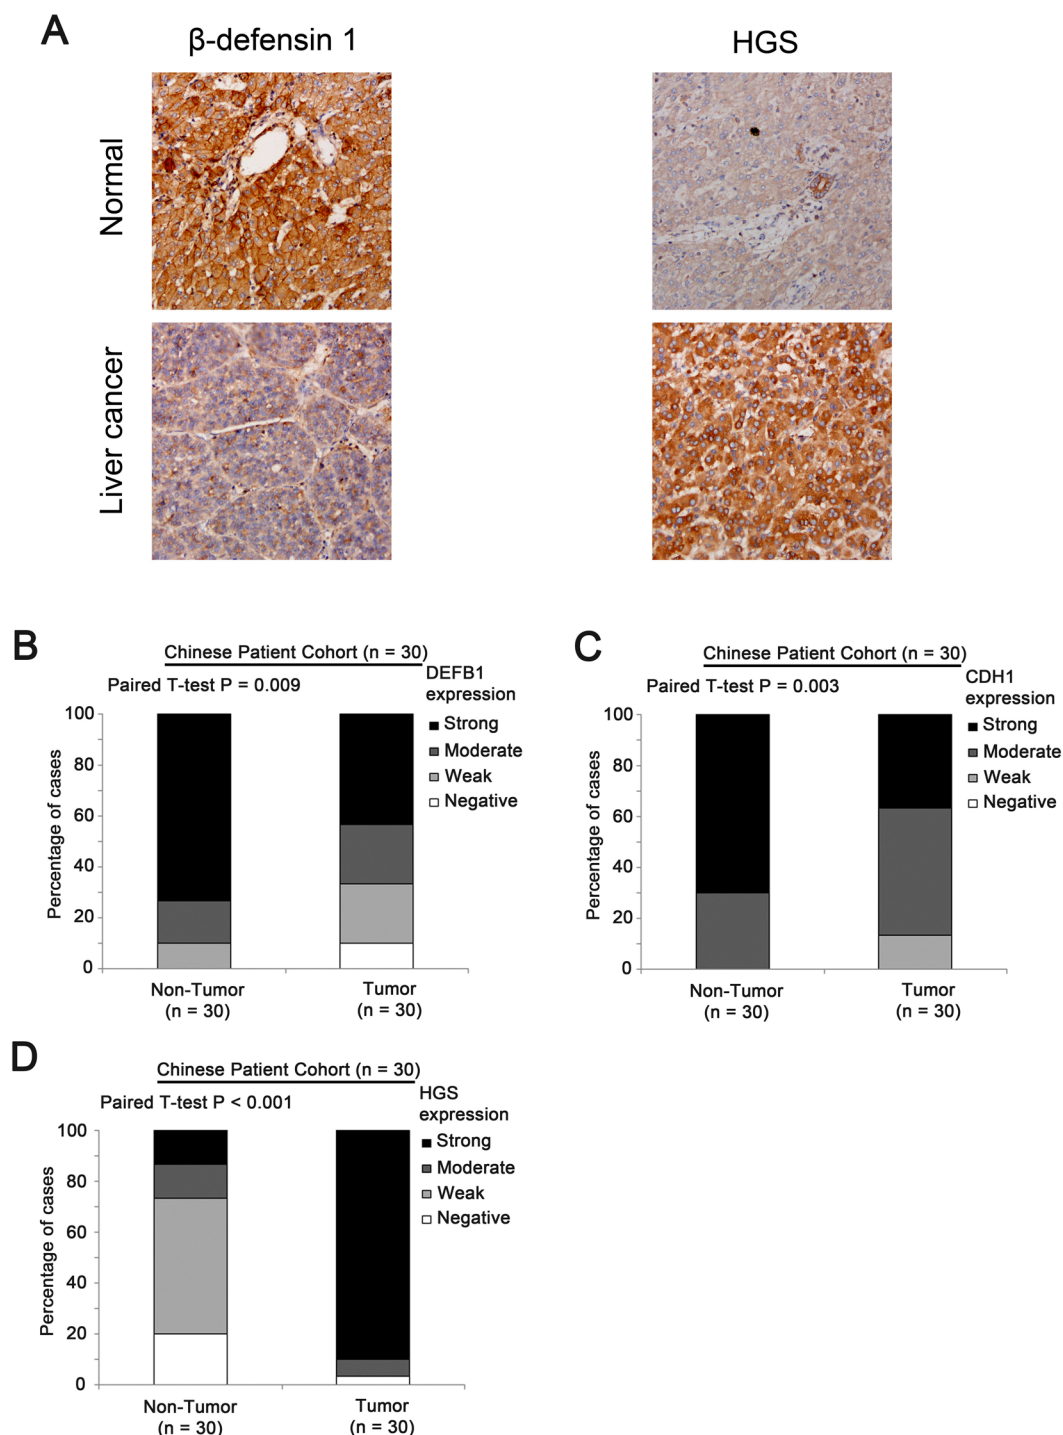 A
β-defensin 1
HGS
Normal
Liver cancer
B
Chinese Patient Cohort (n = 30)
Paired T-test P = 0.009
DEFB1
expression
Strong
Moderate
Weak
Negative
Percentage of cases
100
80
60
40
20
0
Non-Tumor
(n = 30)
Tumor
(n = 30)
C
Chinese Patient Cohort (n = 30)
Paired T-test P = 0.003
CDH1
expression
Strong
Moderate
Weak
Negative
Percentage of cases
100
80
60
40
20
0
Non-Tumor
(n = 30)
Tumor
(n = 30)
D
Chinese Patient Cohort (n = 30)
Paired T-test P < 0.001
HGS
expression
Strong
Moderate
Weak
Negative
Percentage of cases
100
80
60
40
20
0
Non-Tumor
(n = 30)
Tumor
(n = 30)